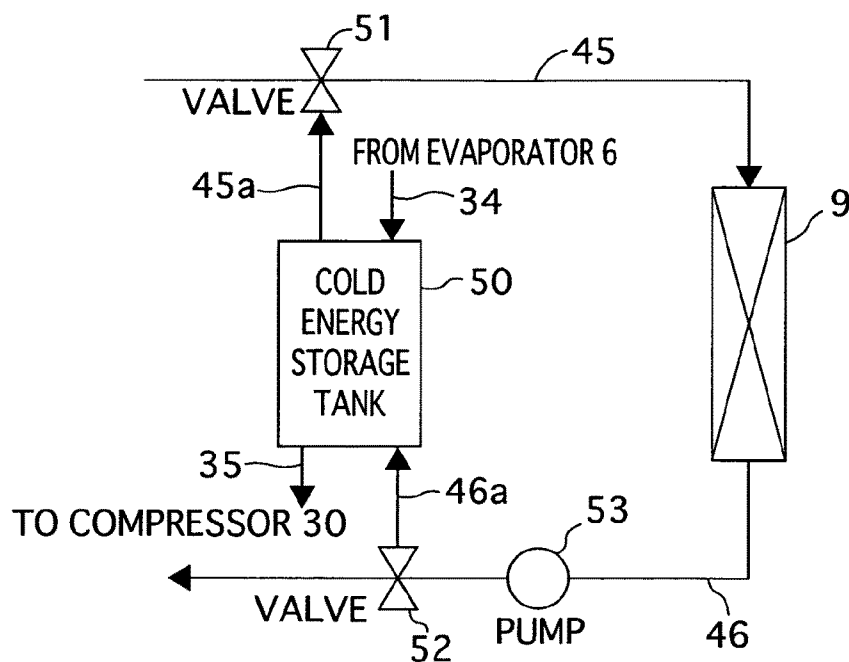 51
45
VALVE
FROM EVAPORATOR 6
45a
34
9
COLD
ENERGY
STORAGE
TANK
50
35
46a
TO COMPRESSOR 30
53
VALVE
52
PUMP
46